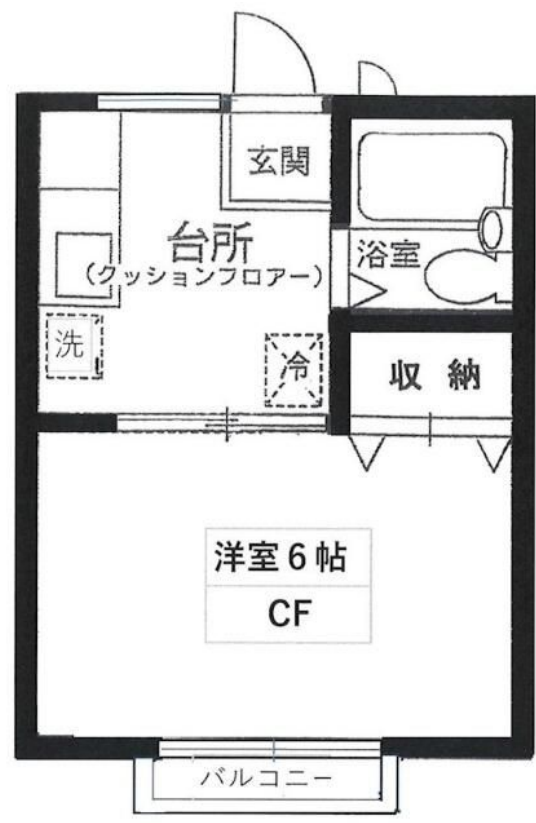 玄関
台所
(クッションフロアー)
浴室
洗
冷
収納
洋室6帖
CF
バルコニー